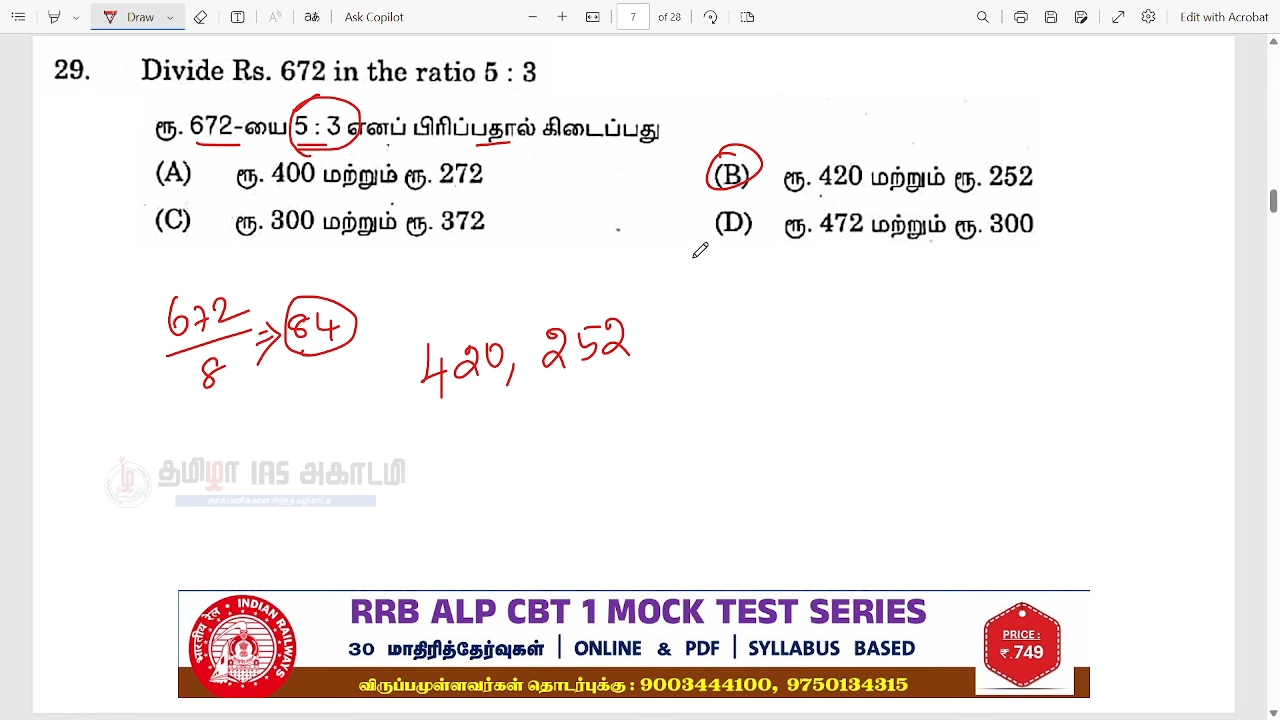 Draw
Ask Copilot
7 of 28
Edit with Acrobat
29. Divide Rs. 672 in the ratio 5 : 3
ரூ. 672-யை 5 : 3 எனப் பிரிப்பதால் கிடைப்பது
(A) ரூ. 400 மற்றும் ரூ. 272
(B) ரூ. 420 மற்றும் ரூ. 252
(C) ரூ. 300 மற்றும் ரூ. 372
(D) ரூ. 472 மற்றும் ரூ. 300
672
8
⇒ 84
420, 252
தமிழா IAS அகாடமி
RRB ALP CBT 1 MOCK TEST SERIES
30 மாதிரித்தேர்வுகள் | ONLINE & PDF | SYLLABUS BASED
விருப்பமுள்ளவர்கள் தொடர்புக்கு : 9003444100, 9750134315
INDIAN RAILWAYS
भारतीय रेल
PRICE :
₹.749